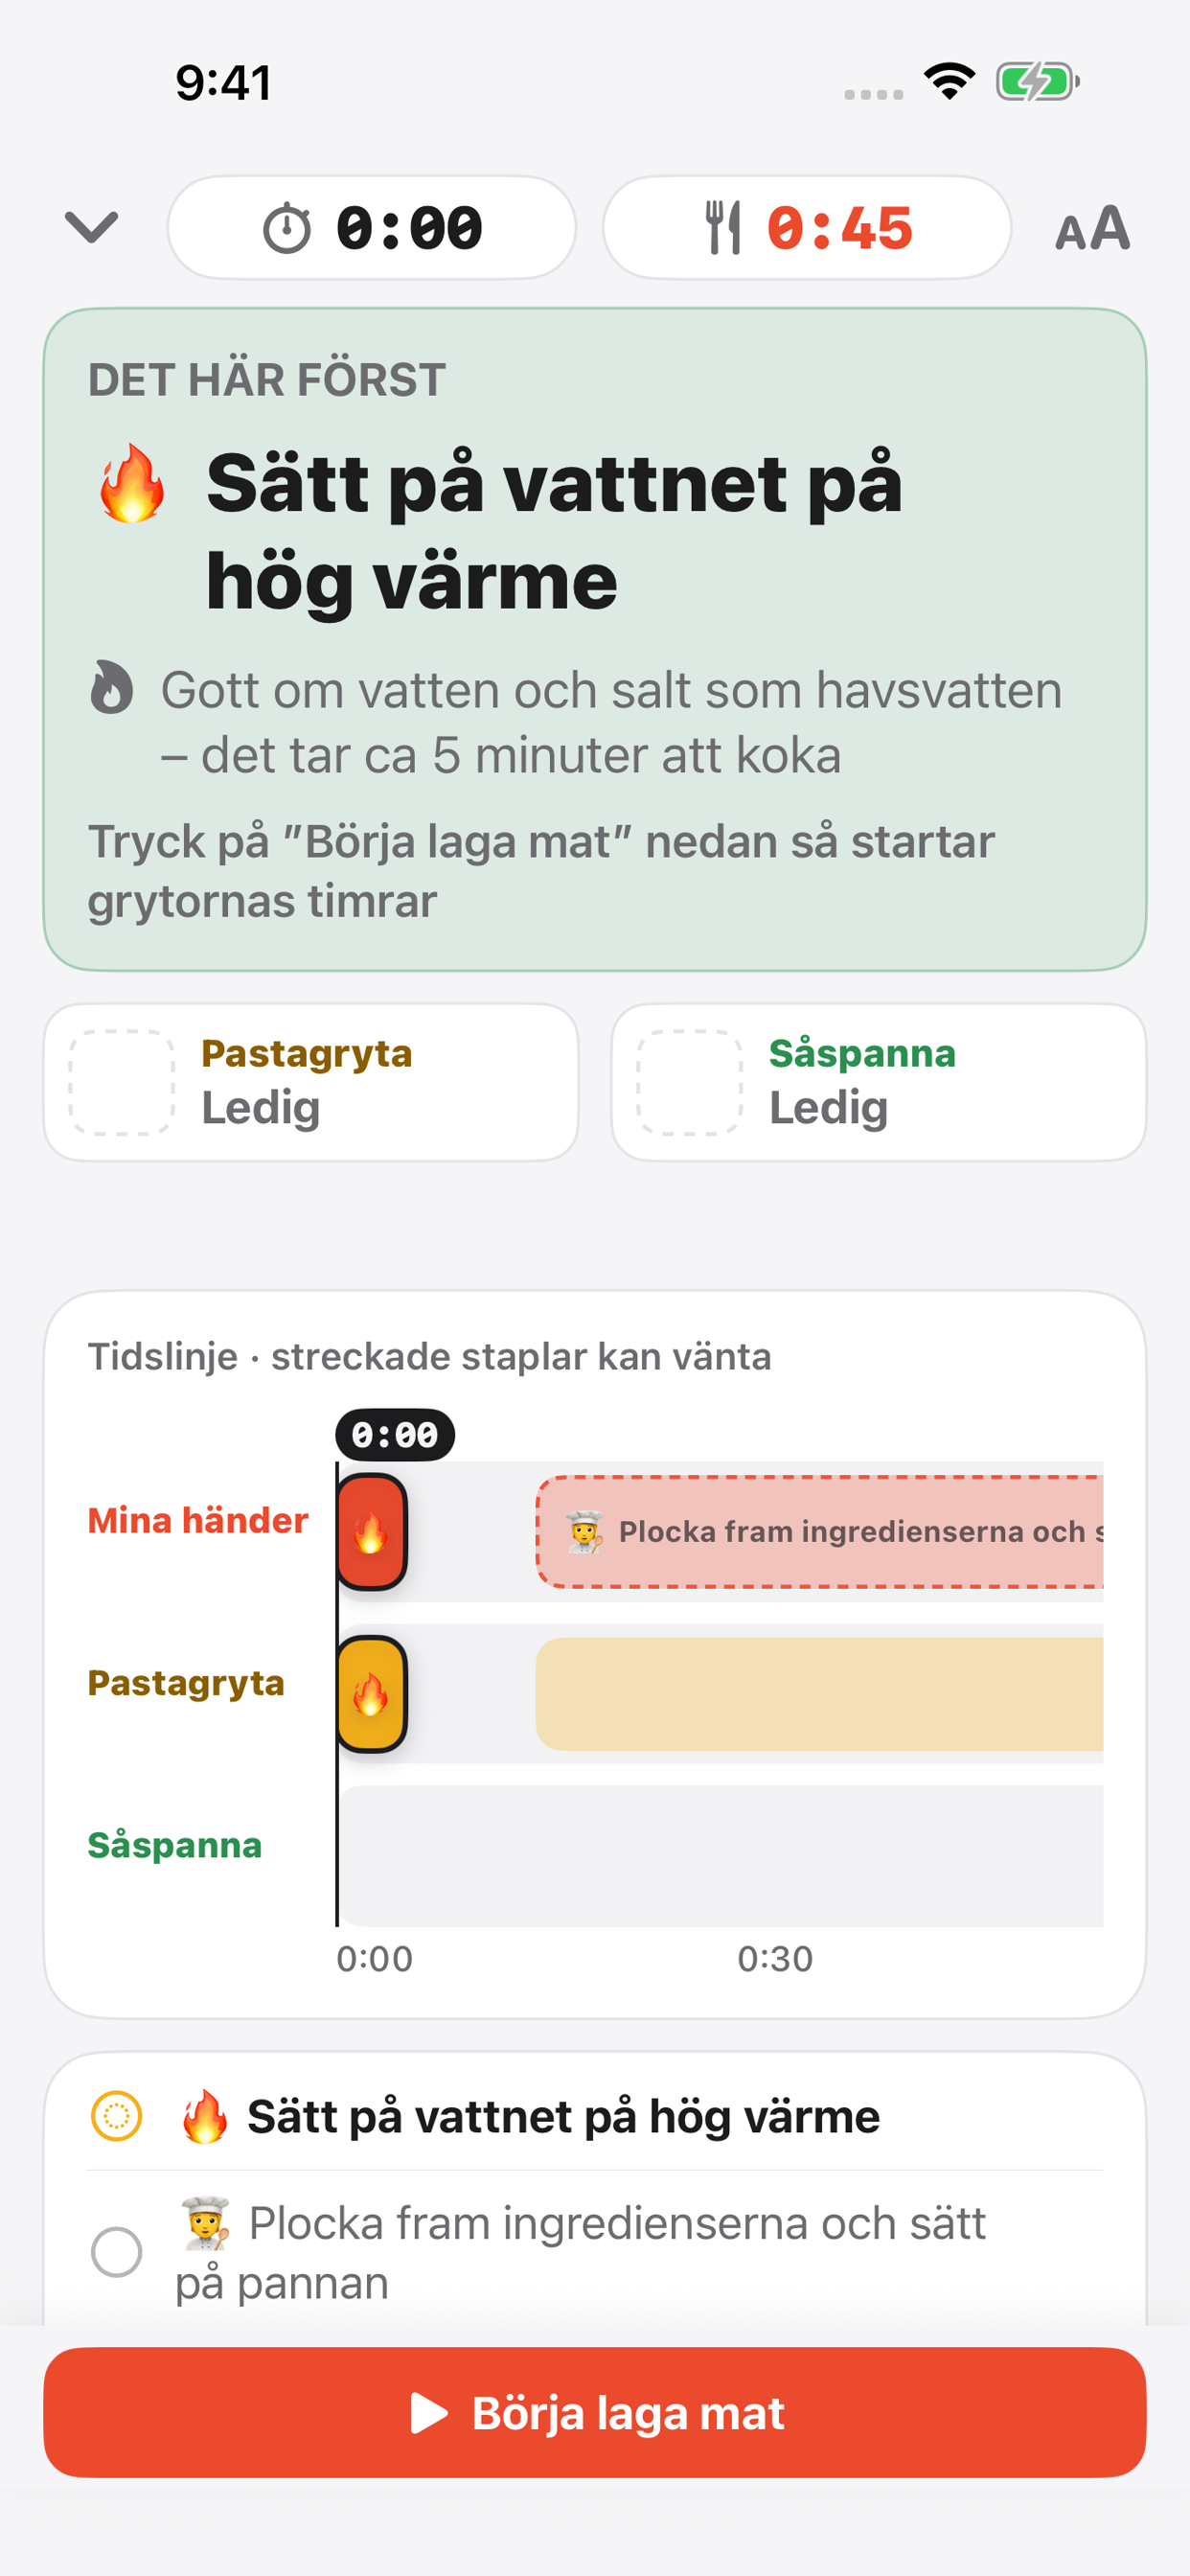 9:41
0:00
0:45
AA
DET HÄR FÖRST
Sätt på vattnet på
hög värme
Gott om vatten och salt som havsvatten
– det tar ca 5 minuter att koka
Tryck på ”Börja laga mat” nedan så startar
grytornas timrar
Pastagryta
Ledig
Såspanna
Ledig
Tidslinje · streckade staplar kan vänta
0:00
Mina händer
Plocka fram ingredienserna och s
Pastagryta
Såspanna
0:00
0:30
Sätt på vattnet på hög värme
Plocka fram ingredienserna och sätt
på pannan
Börja laga mat